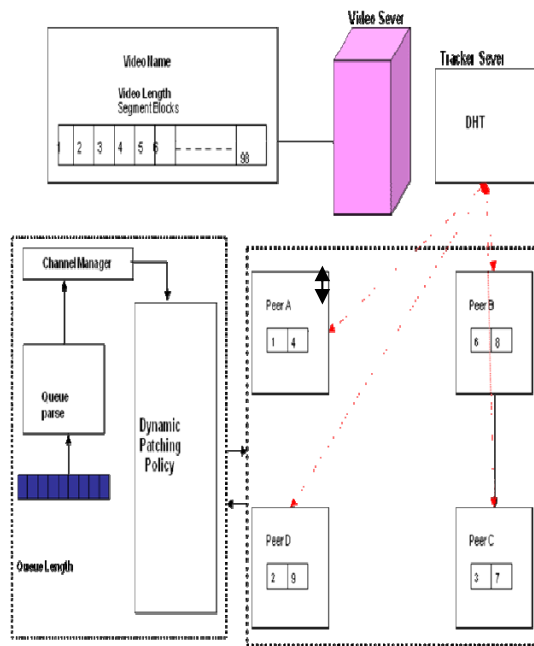 Video Sever
Tracker Sever
Video Name
Video Length
Segment Blocks
1 2 3 4 5 6 98
DHT
Channel Manager
Queue
parse
Queue Length
Dynamic
Patching
Policy
Peer A
1 4
Peer B
6 8
Peer D
2 9
Peer C
3 7